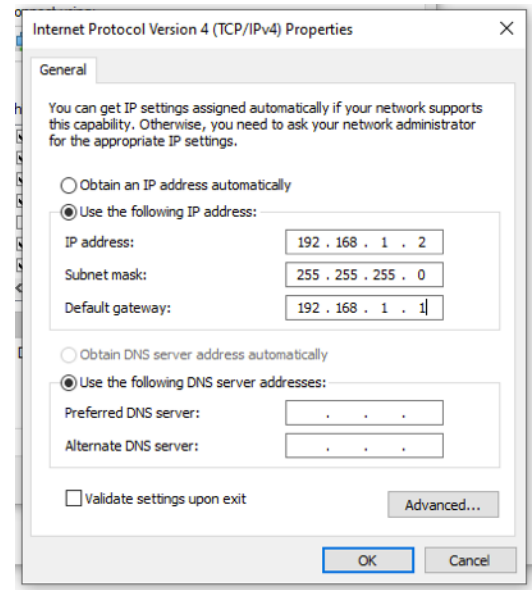 Internet Protocol Version 4 (TCP/IPv4) Properties
General
You can get IP settings assigned automatically if your network supports
this capability. Otherwise, you need to ask your network administrator
for the appropriate IP settings.
Obtain an IP address automatically
Use the following IP address:
IP address: 192 . 168 . 1 . 2
Subnet mask: 255 . 255 . 255 . 0
Default gateway: 192 . 168 . 1 . 1
Obtain DNS server address automatically
Use the following DNS server addresses:
Preferred DNS server: . . .
Alternate DNS server: . . .
Validate settings upon exit
Advanced...
OK Cancel